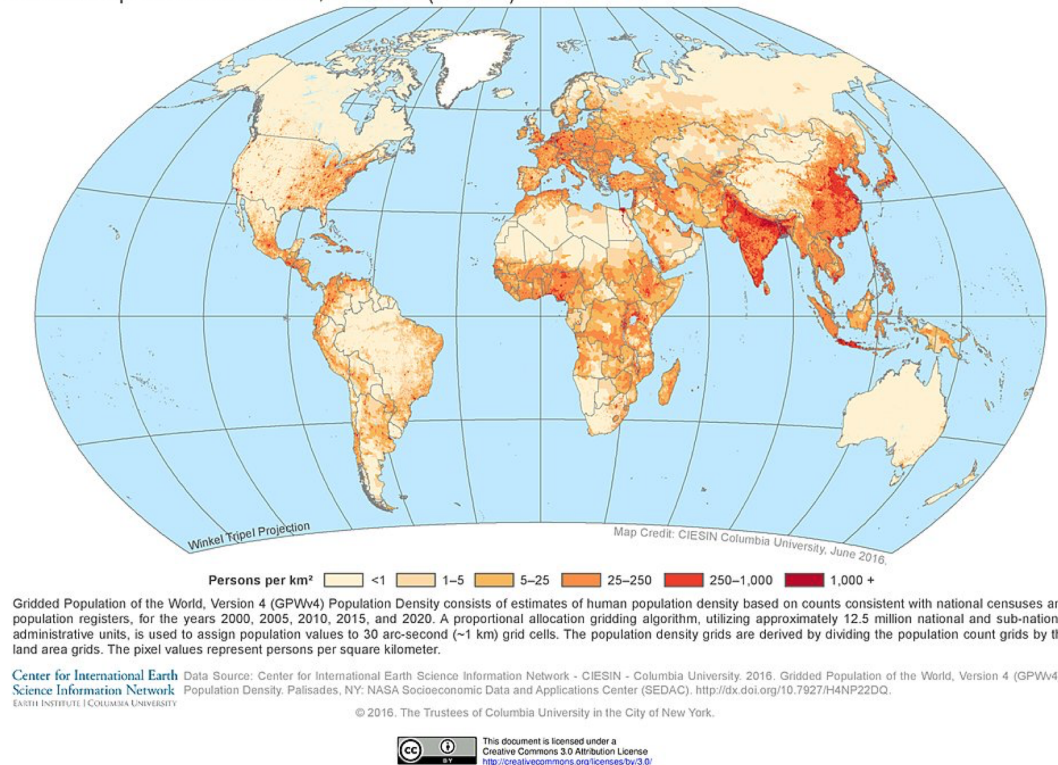 Winkel Tripel Projection
Map Credit: CIESIN Columbia University, June 2016.
Persons per km² <1 1–5 5–25 25–250 250–1,000 1,000 +
Gridded Population of the World, Version 4 (GPWv4) Population Density consists of estimates of human population density based on counts consistent with national censuses an
population registers, for the years 2000, 2005, 2010, 2015, and 2020. A proportional allocation gridding algorithm, utilizing approximately 12.5 million national and sub-nation
administrative units, is used to assign population values to 30 arc-second (~1 km) grid cells. The population density grids are derived by dividing the population count grids by th
land area grids. The pixel values represent persons per square kilometer.
Center for International Earth
Science Information Network
EARTH INSTITUTE | COLUMBIA UNIVERSITY
Data Source: Center for International Earth Science Information Network - CIESIN - Columbia University. 2016. Gridded Population of the World, Version 4 (GPWv4
Population Density. Palisades, NY: NASA Socioeconomic Data and Applications Center (SEDAC). http://dx.doi.org/10.7927/H4NP22DQ.
© 2016. The Trustees of Columbia University in the City of New York.
cc BY
This document is licensed under a
Creative Commons 3.0 Attribution License
http://creativecommons.org/licenses/by/3.0/